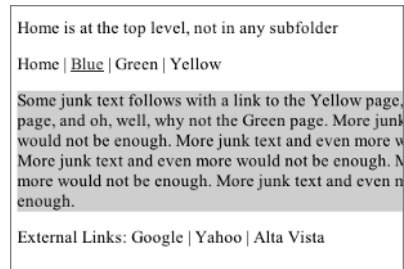 Home is at the top level, not in any subfolder
Home | Blue | Green | Yellow
Some junk text follows with a link to the Yellow page,
page, and oh, well, why not the Green page. More junk
would not be enough. More junk text and even more
More junk text and even more would not be enough.
more would not be enough. More junk text and even
enough.
External Links: Google | Yahoo | Alta Vista